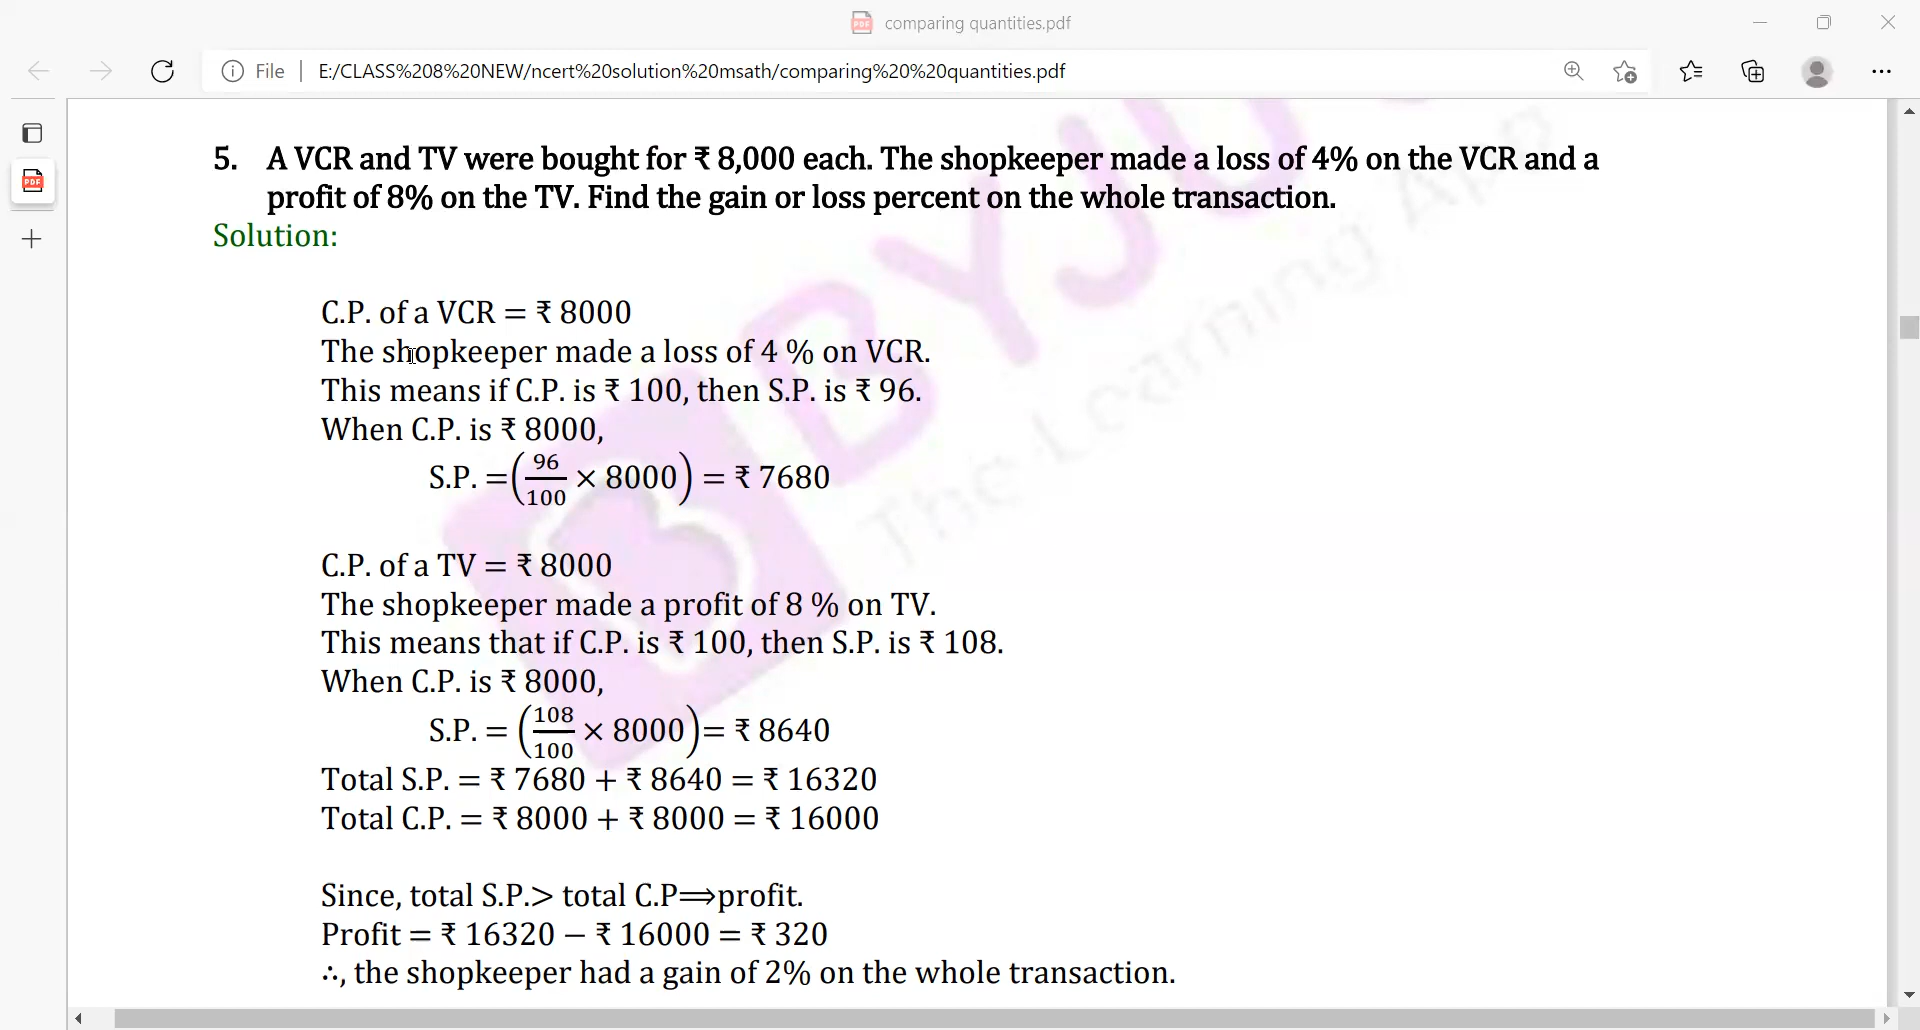 comparing quantities.pdf
File | E:/CLASS%208%20NEW/ncert%20solution%20msath/comparing%20%20quantities.pdf
5. A VCR and TV were bought for ₹ 8,000 each. The shopkeeper made a loss of 4% on the VCR and a
profit of 8% on the TV. Find the gain or loss percent on the whole transaction.
Solution:
C.P. of a VCR = ₹ 8000
The shopkeeper made a loss of 4 % on VCR.
This means if C.P. is ₹ 100, then S.P. is ₹ 96.
When C.P. is ₹ 8000,
S.P. =(96/100 × 8000) = ₹ 7680
C.P. of a TV = ₹ 8000
The shopkeeper made a profit of 8 % on TV.
This means that if C.P. is ₹ 100, then S.P. is ₹ 108.
When C.P. is ₹ 8000,
S.P. = (108/100 × 8000)= ₹ 8640
Total S.P. = ₹ 7680 + ₹ 8640 = ₹ 16320
Total C.P. = ₹ 8000 + ₹ 8000 = ₹ 16000
Since, total S.P.> total C.P⟹profit.
Profit = ₹ 16320 − ₹ 16000 = ₹ 320
∴, the shopkeeper had a gain of 2% on the whole transaction.
BYJU
The Learning App
PDF
PDF